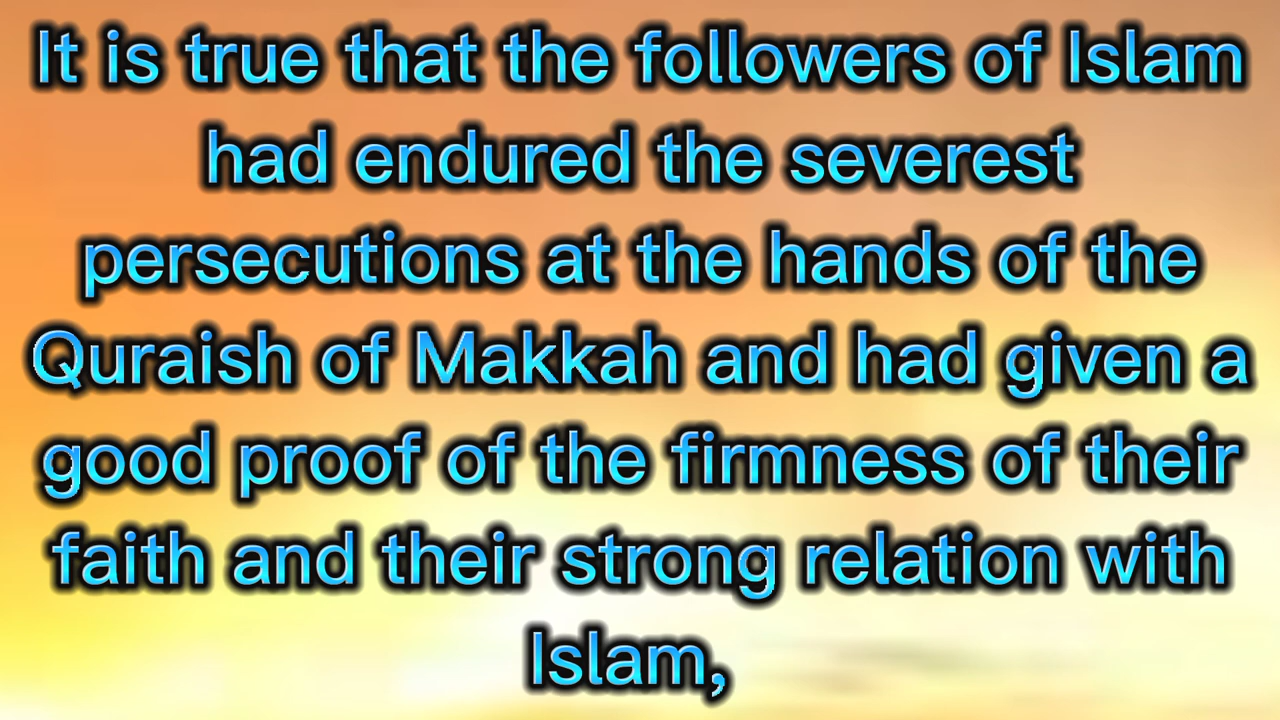 It is true that the followers of Islam
had endured the severest
persecutions at the hands of the
Quraish of Makkah and had given a
good proof of the firmness of their
faith and their strong relation with
Islam,